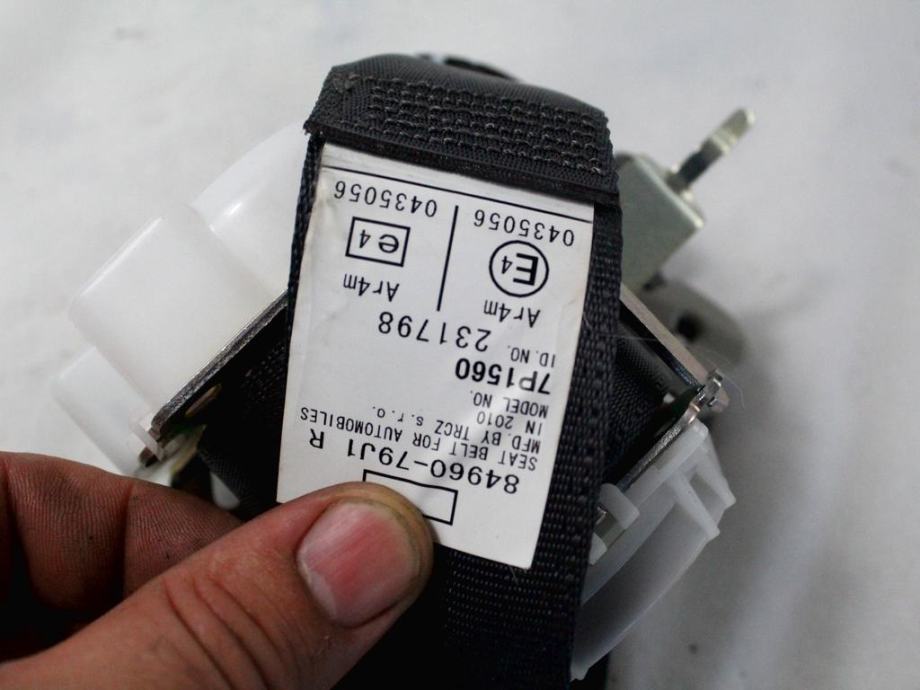 84960-79J1 R
SEAT BELT FOR AUTOMOBILES
MFD. BY TRCZ s.r.o.
IN 2010
MODEL NO.
7P1560
ID. NO. 231798
Ar4m Ar4m
E4 e4
0435056 0435056